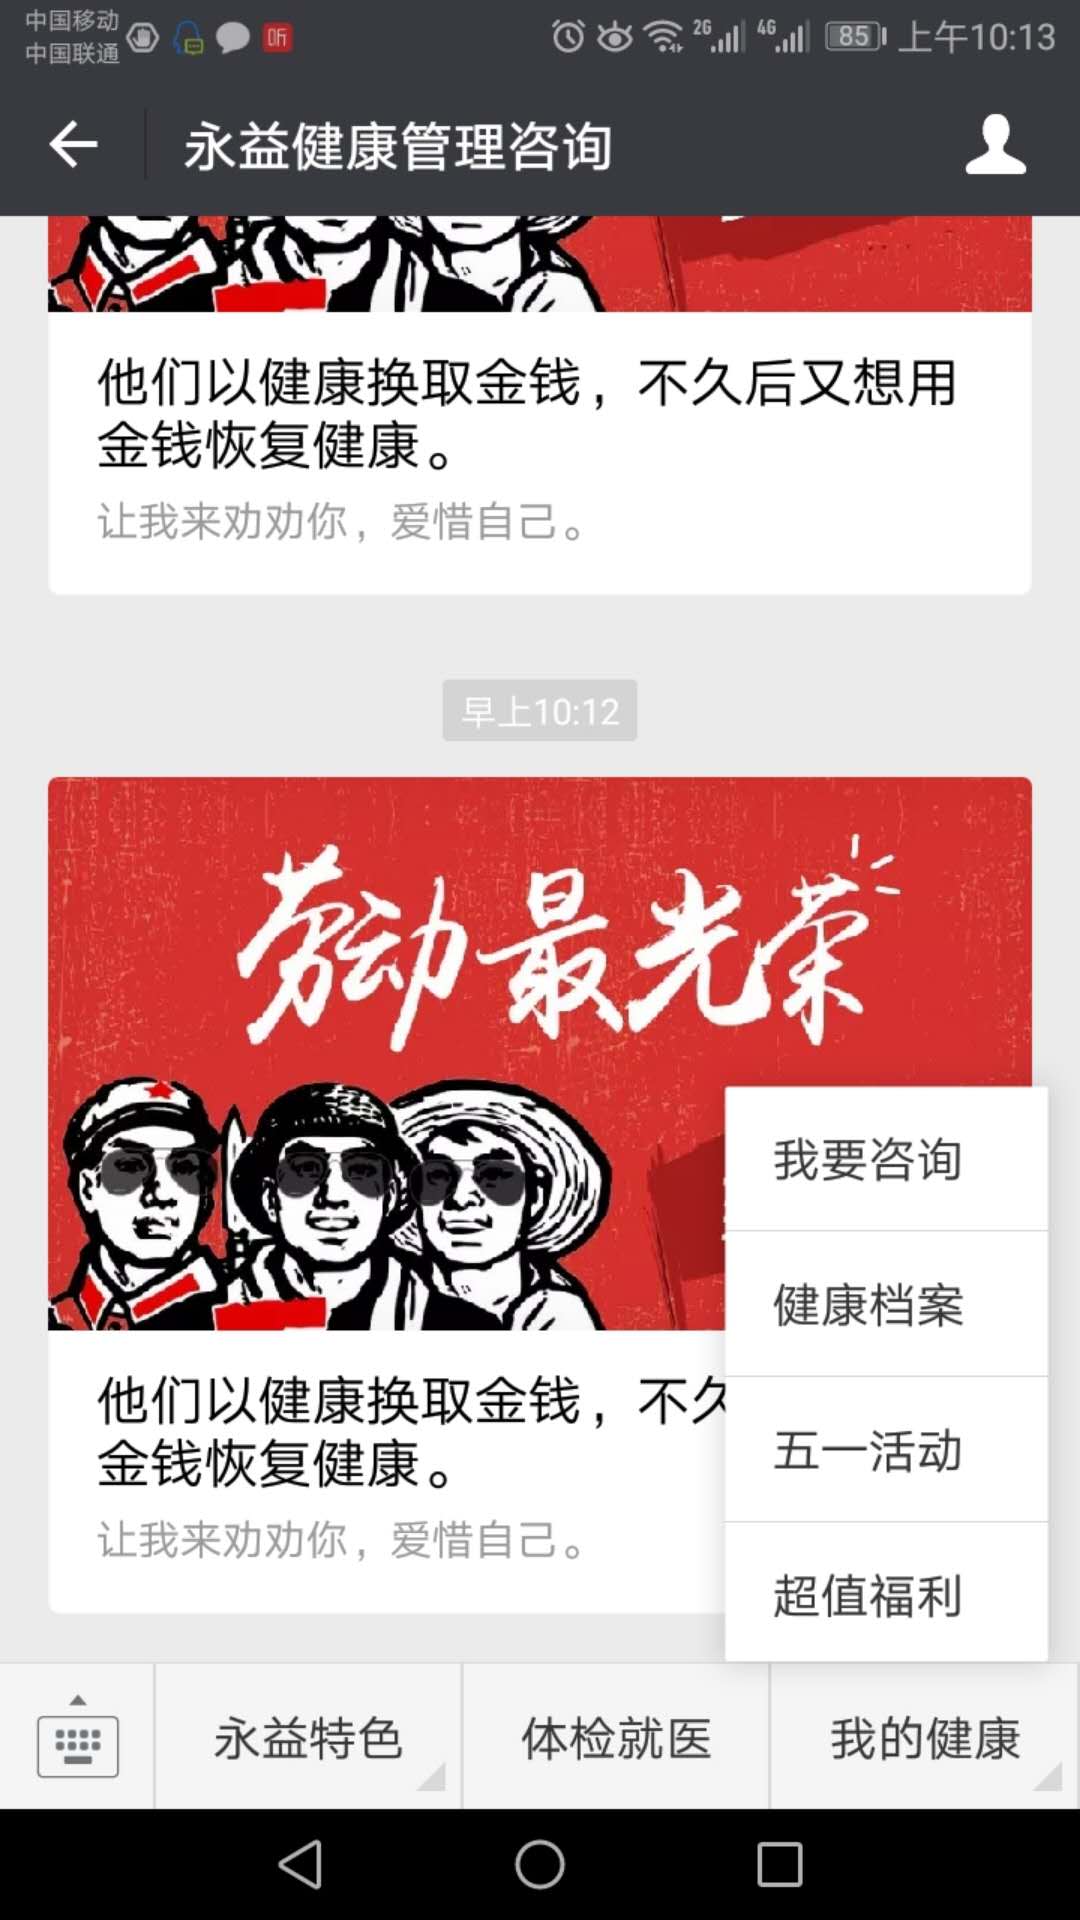 中国移动
中国联通
听
2G
4G
85
上午10:13
永益健康管理咨询
他们以健康换取金钱，不久后又想用
金钱恢复健康。
让我来劝劝你，爱惜自己。
早上10:12
劳动最光荣
我要咨询
健康档案
五一活动
超值福利
他们以健康换取金钱，不久
金钱恢复健康。
让我来劝劝你，爱惜自己。
永益特色
体检就医
我的健康